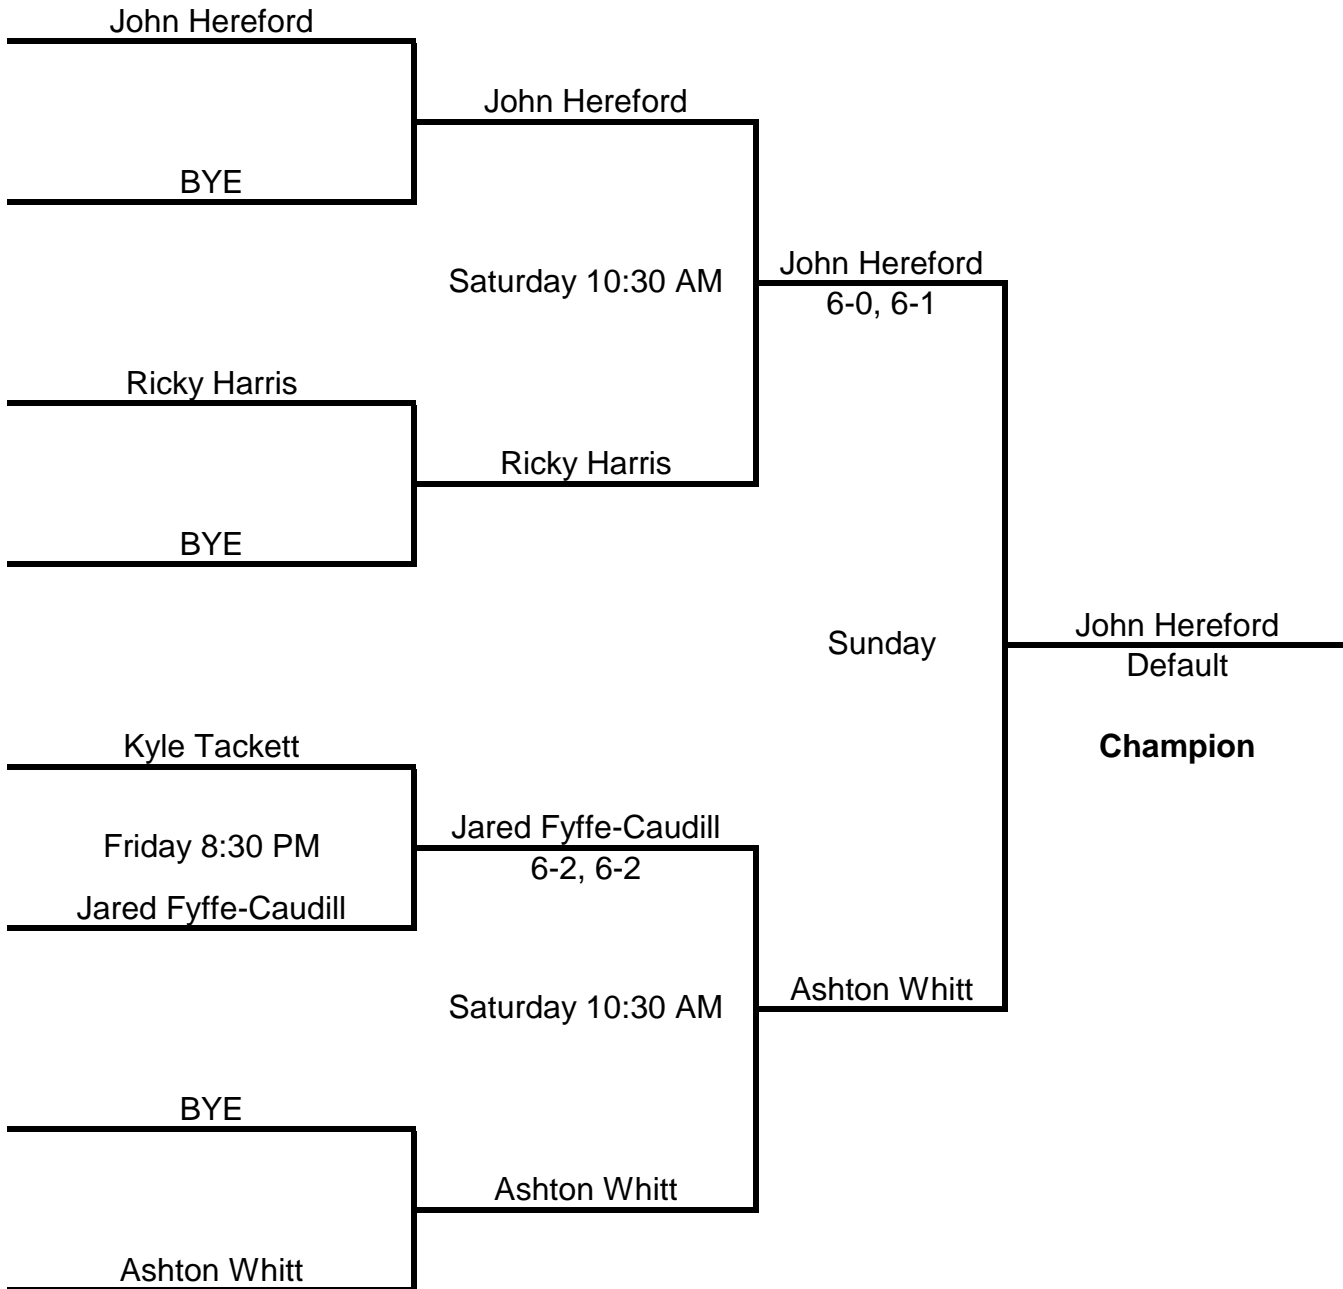 John Hereford
John Hereford
BYE
Saturday 10:30 AM
John Hereford
6-0, 6-1
Ricky Harris
Ricky Harris
BYE
Sunday
John Hereford
Default
Champion
Kyle Tackett
Friday 8:30 PM
Jared Fyffe-Caudill
6-2, 6-2
Jared Fyffe-Caudill
Saturday 10:30 AM
Ashton Whitt
BYE
Ashton Whitt
Ashton Whitt